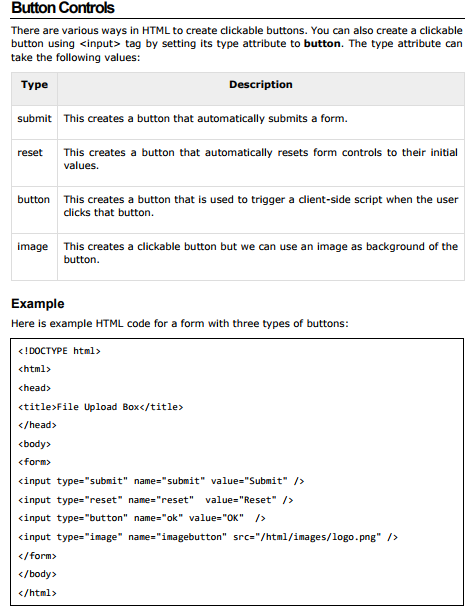 Button Controls
There are various ways in HTML to create clickable buttons. You can also create a clickable
button using <input> tag by setting its type attribute to button. The type attribute can
take the following values:
Type Description
submit This creates a button that automatically submits a form.
reset This creates a button that automatically resets form controls to their initial
values.
button This creates a button that is used to trigger a client-side script when the user
clicks that button.
image This creates a clickable button but we can use an image as background of the
button.
Example
Here is example HTML code for a form with three types of buttons:
<!DOCTYPE html>
<html>
<head>
<title>File Upload Box</title>
</head>
<body>
<form>
<input type="submit" name="submit" value="Submit" />
<input type="reset" name="reset"  value="Reset" />
<input type="button" name="ok" value="OK"  />
<input type="image" name="imagebutton" src="/html/images/logo.png" />
</form>
</body>
</html>